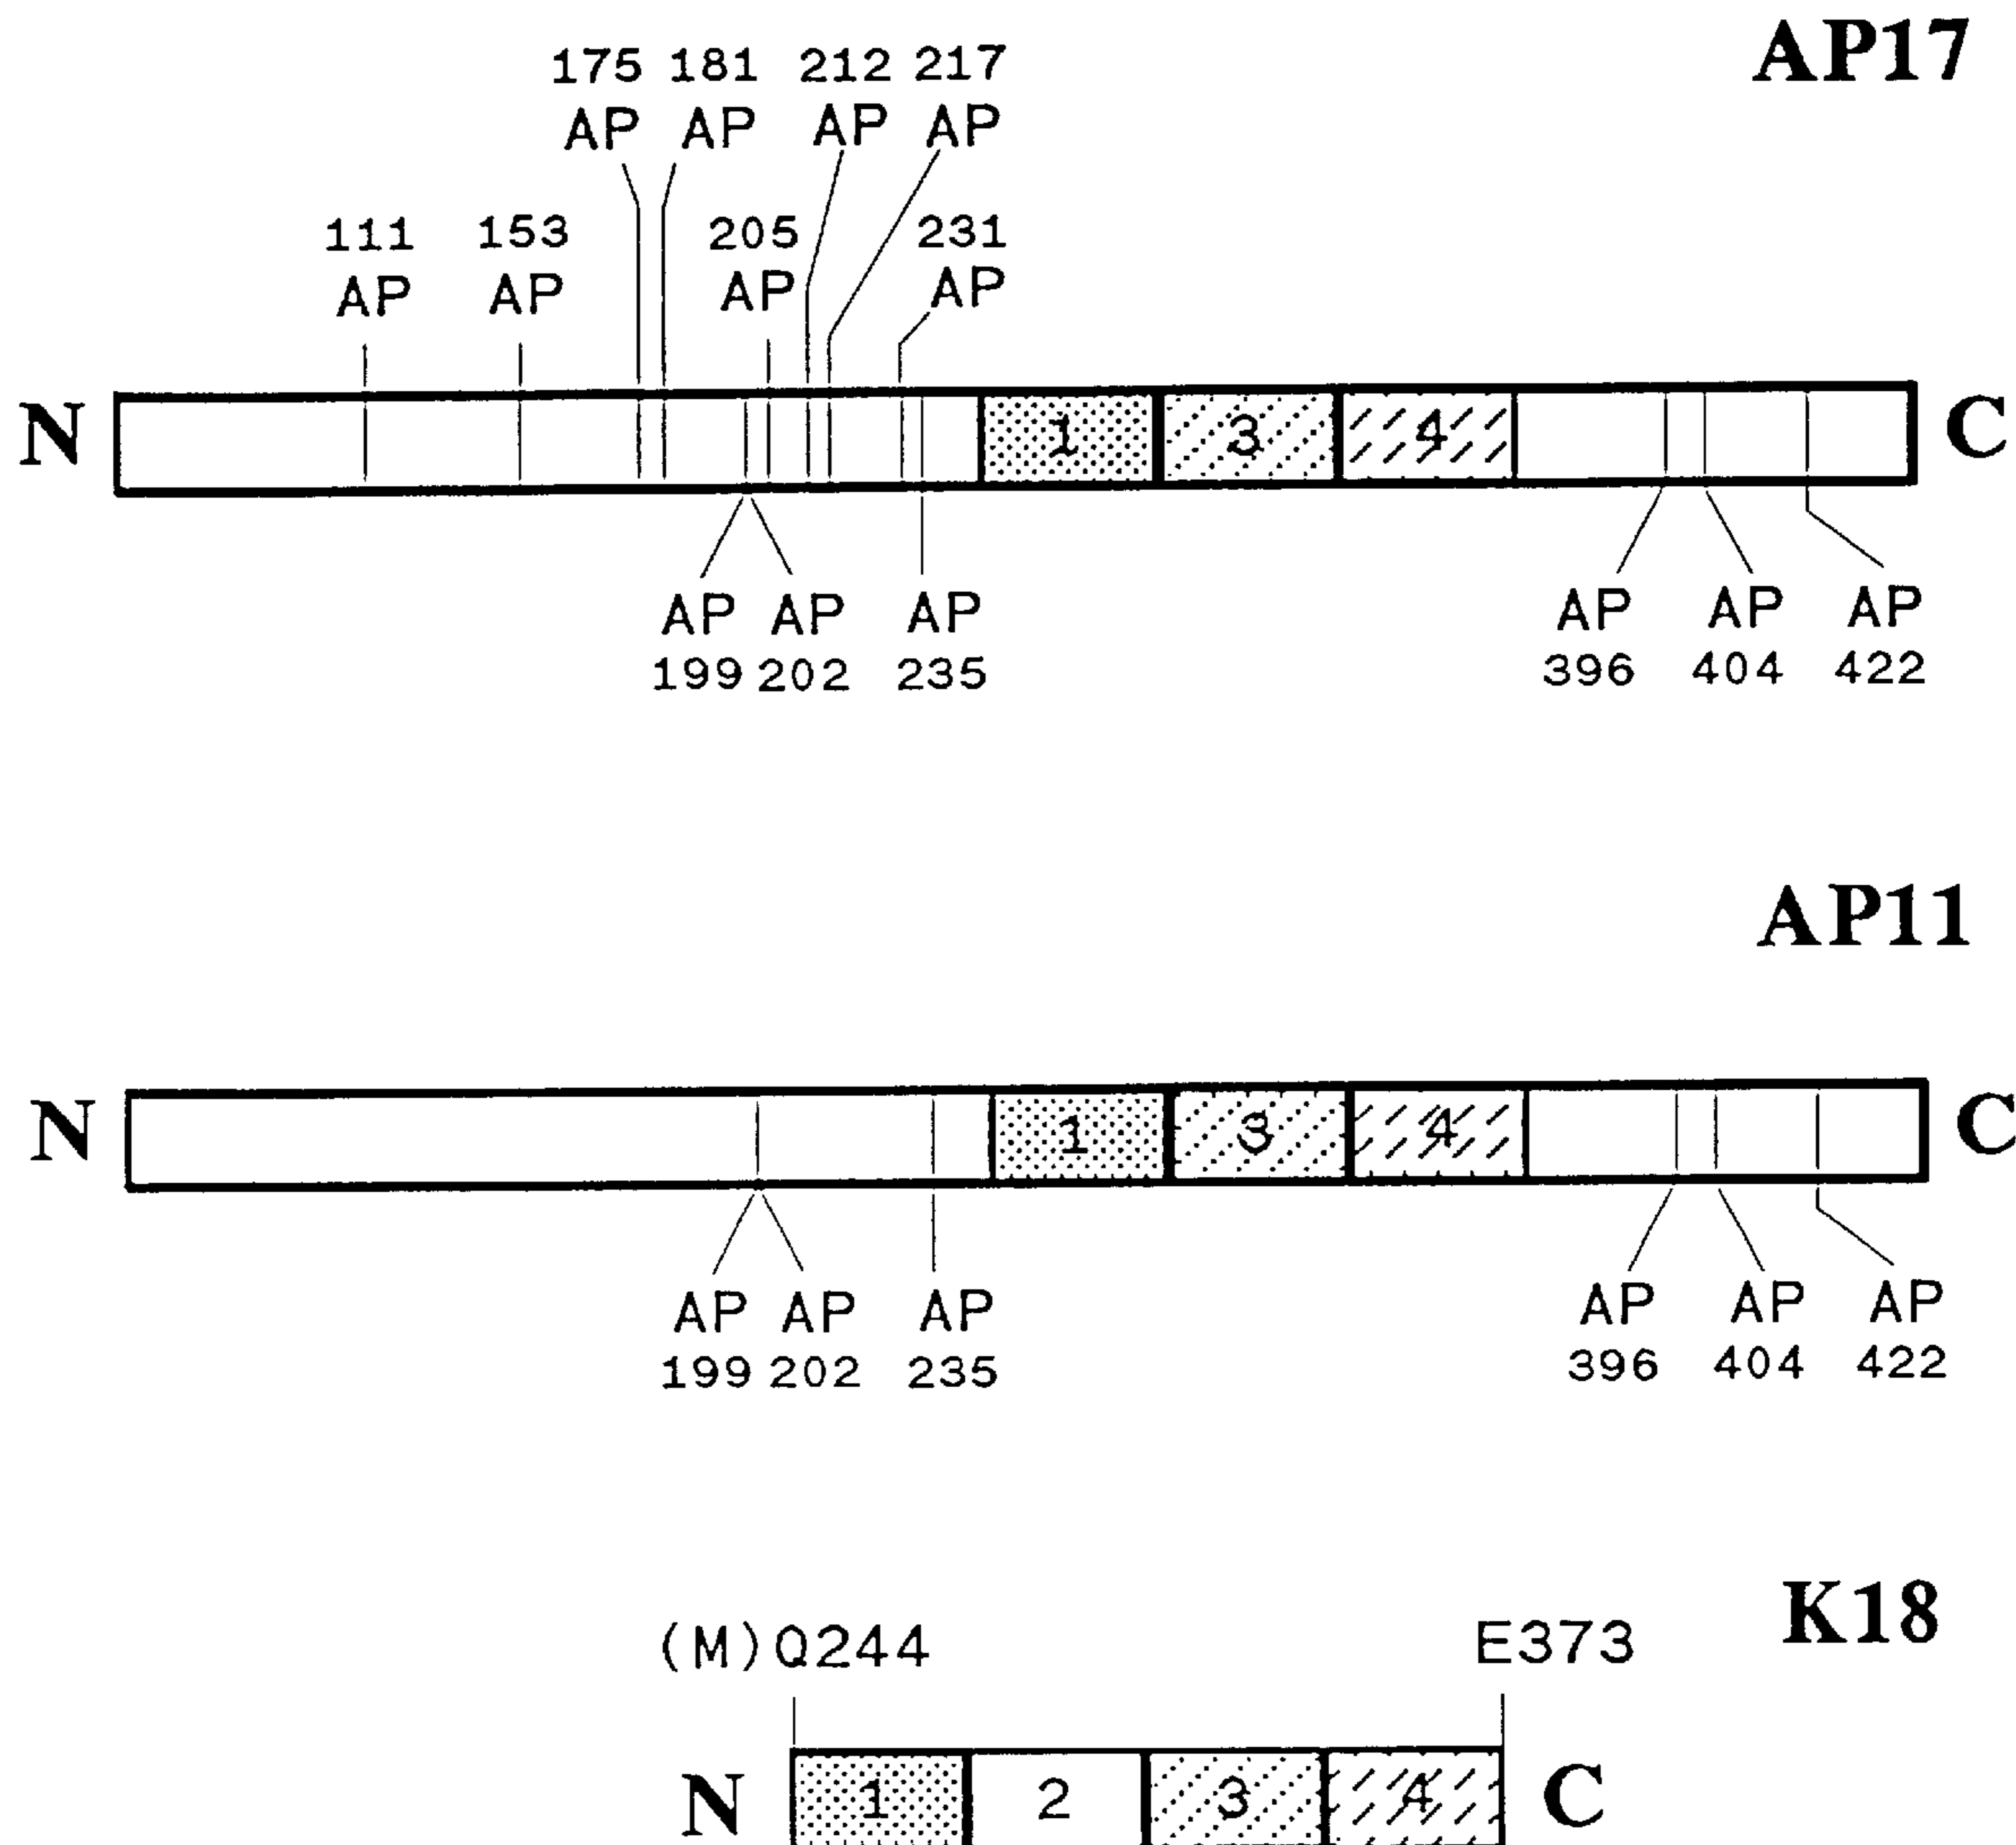 AP17
175 181 212 217
AP AP AP AP
111 153 205 231
AP AP AP AP
N 1 3 4 C
AP AP AP AP AP AP
199 202 235 396 404 422
AP11
N 1 3 4 C
AP AP AP AP AP AP
199 202 235 396 404 422
K18
(M)Q244 E373
N 1 2 3 4 C